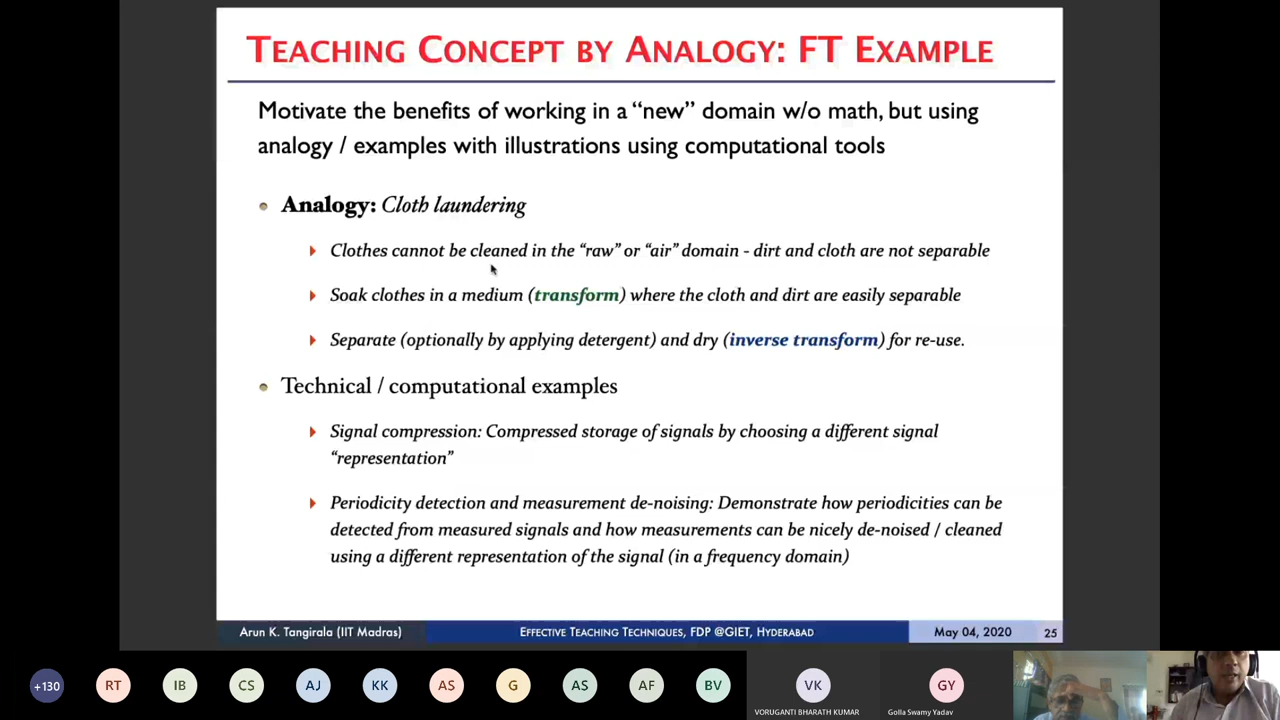 TEACHING CONCEPT BY ANALOGY: FT EXAMPLE
Motivate the benefits of working in a “new” domain w/o math, but using
analogy / examples with illustrations using computational tools
Analogy: Cloth laundering
Clothes cannot be cleaned in the “raw” or “air” domain - dirt and cloth are not separable
Soak clothes in a medium (transform) where the cloth and dirt are easily separable
Separate (optionally by applying detergent) and dry (inverse transform) for re-use.
Technical / computational examples
Signal compression: Compressed storage of signals by choosing a different signal
“representation”
Periodicity detection and measurement de-noising: Demonstrate how periodicities can be
detected from measured signals and how measurements can be nicely de-noised / cleaned
using a different representation of the signal (in a frequency domain)
Arun K. Tangirala (IIT Madras) EFFECTIVE TEACHING TECHNIQUES, FDP @GIET, HYDERABAD May 04, 2020 25
+130 RT IB CS AJ KK AS G AS AF BV VK GY
VORUGANTI BHARATH KUMAR Golla Swamy Yadav